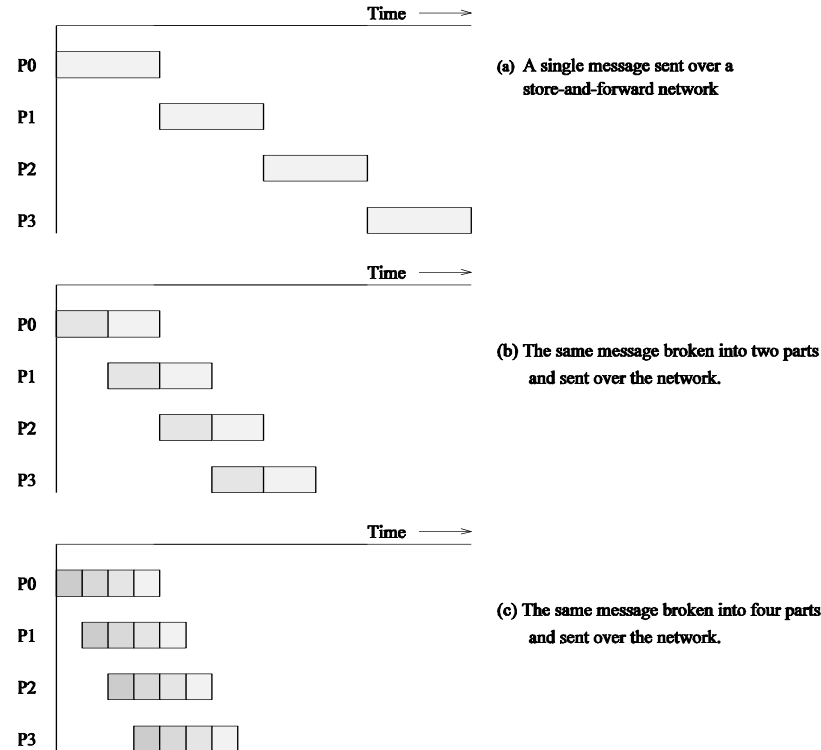 Time
P0
(a) A single message sent over a
store-and-forward network
P1
P2
P3
Time
P0
(b) The same message broken into two parts
and sent over the network.
P1
P2
P3
Time
P0
(c) The same message broken into four parts
and sent over the network.
P1
P2
P3